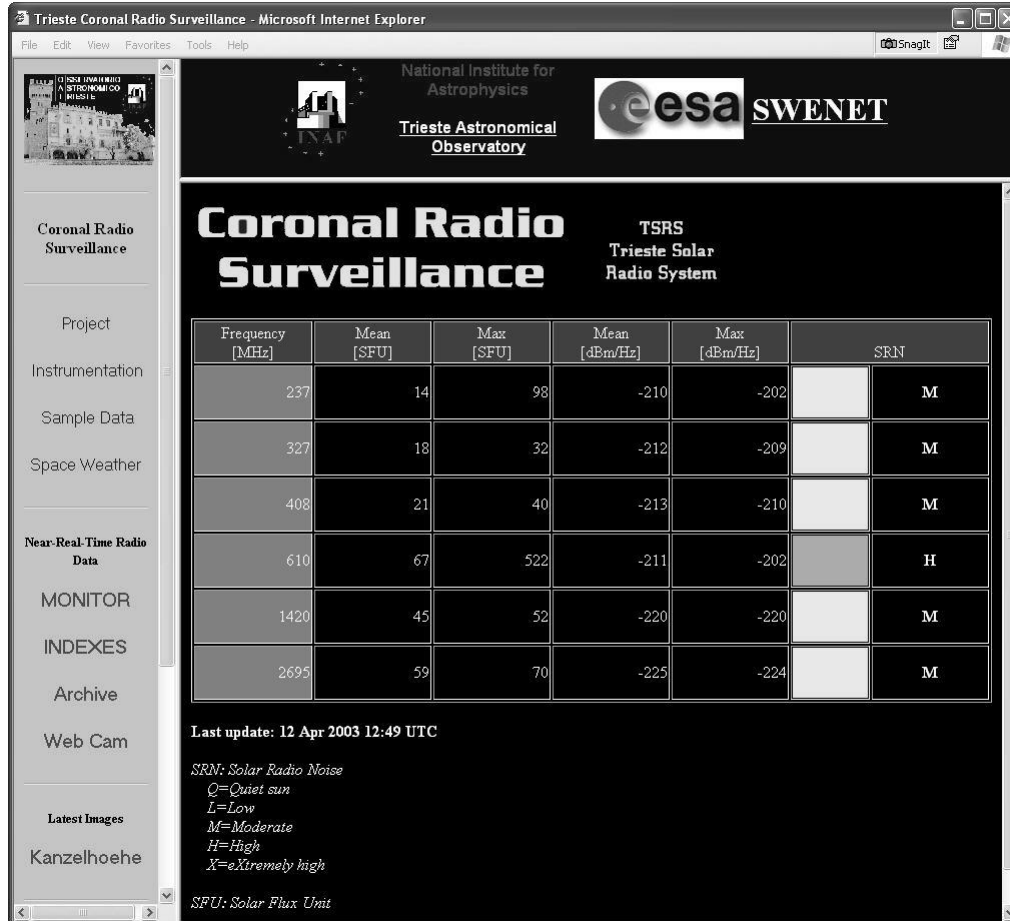 Trieste Coronal Radio Surveillance - Microsoft Internet Explorer
File Edit View Favorites Tools Help
SnagIt
OSSERVATORIO
ASTRONOMICO
TRIESTE
Coronal Radio
Surveillance
Project
Instrumentation
Sample Data
Space Weather
Near-Real-Time Radio
Data
MONITOR
INDEXES
Archive
Web Cam
Latest Images
Kanzelhoehe
INAF
National Institute for
Astrophysics
Trieste Astronomical
Observatory
esa SWENET
Coronal Radio
Surveillance
TSRS
Trieste Solar
Radio System
Frequency [MHz] Mean [SFU] Max [SFU] Mean [dBm/Hz] Max [dBm/Hz] SRN
237 14 98 -210 -202 M
327 18 32 -212 -209 M
408 21 40 -213 -210 M
610 67 522 -211 -202 H
1420 45 52 -220 -220 M
2695 59 70 -225 -224 M
Last update: 12 Apr 2003 12:49 UTC
SRN: Solar Radio Noise
Q=Quiet sun
L=Low
M=Moderate
H=High
X=eXtremely high
SFU: Solar Flux Unit